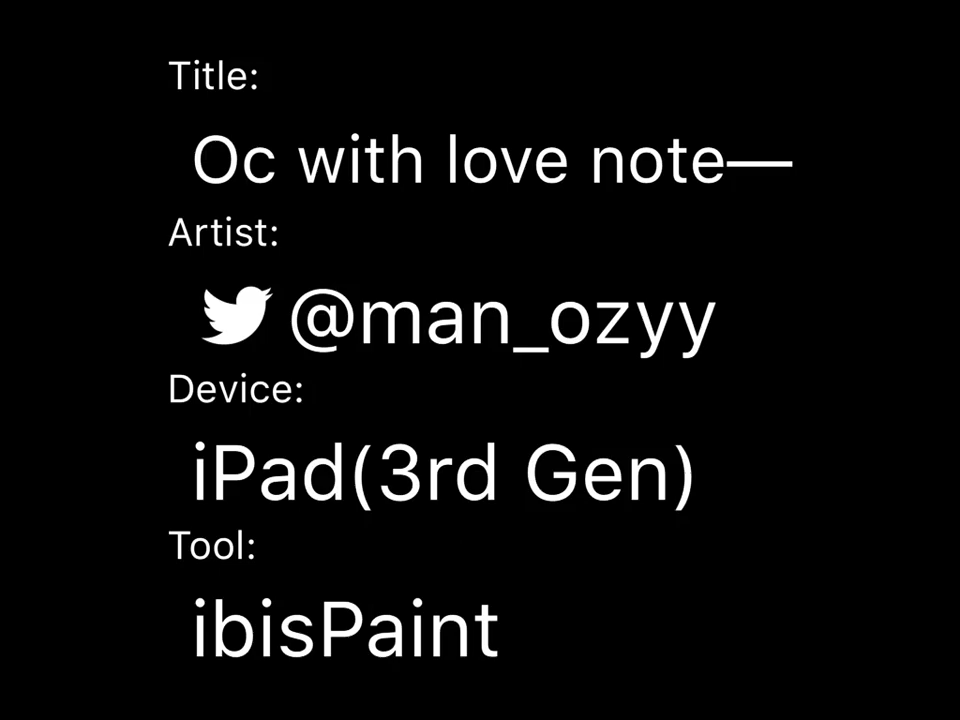 Title:
Oc with love note—
Artist:
@man_ozyy
Device:
iPad(3rd Gen)
Tool:
ibisPaint